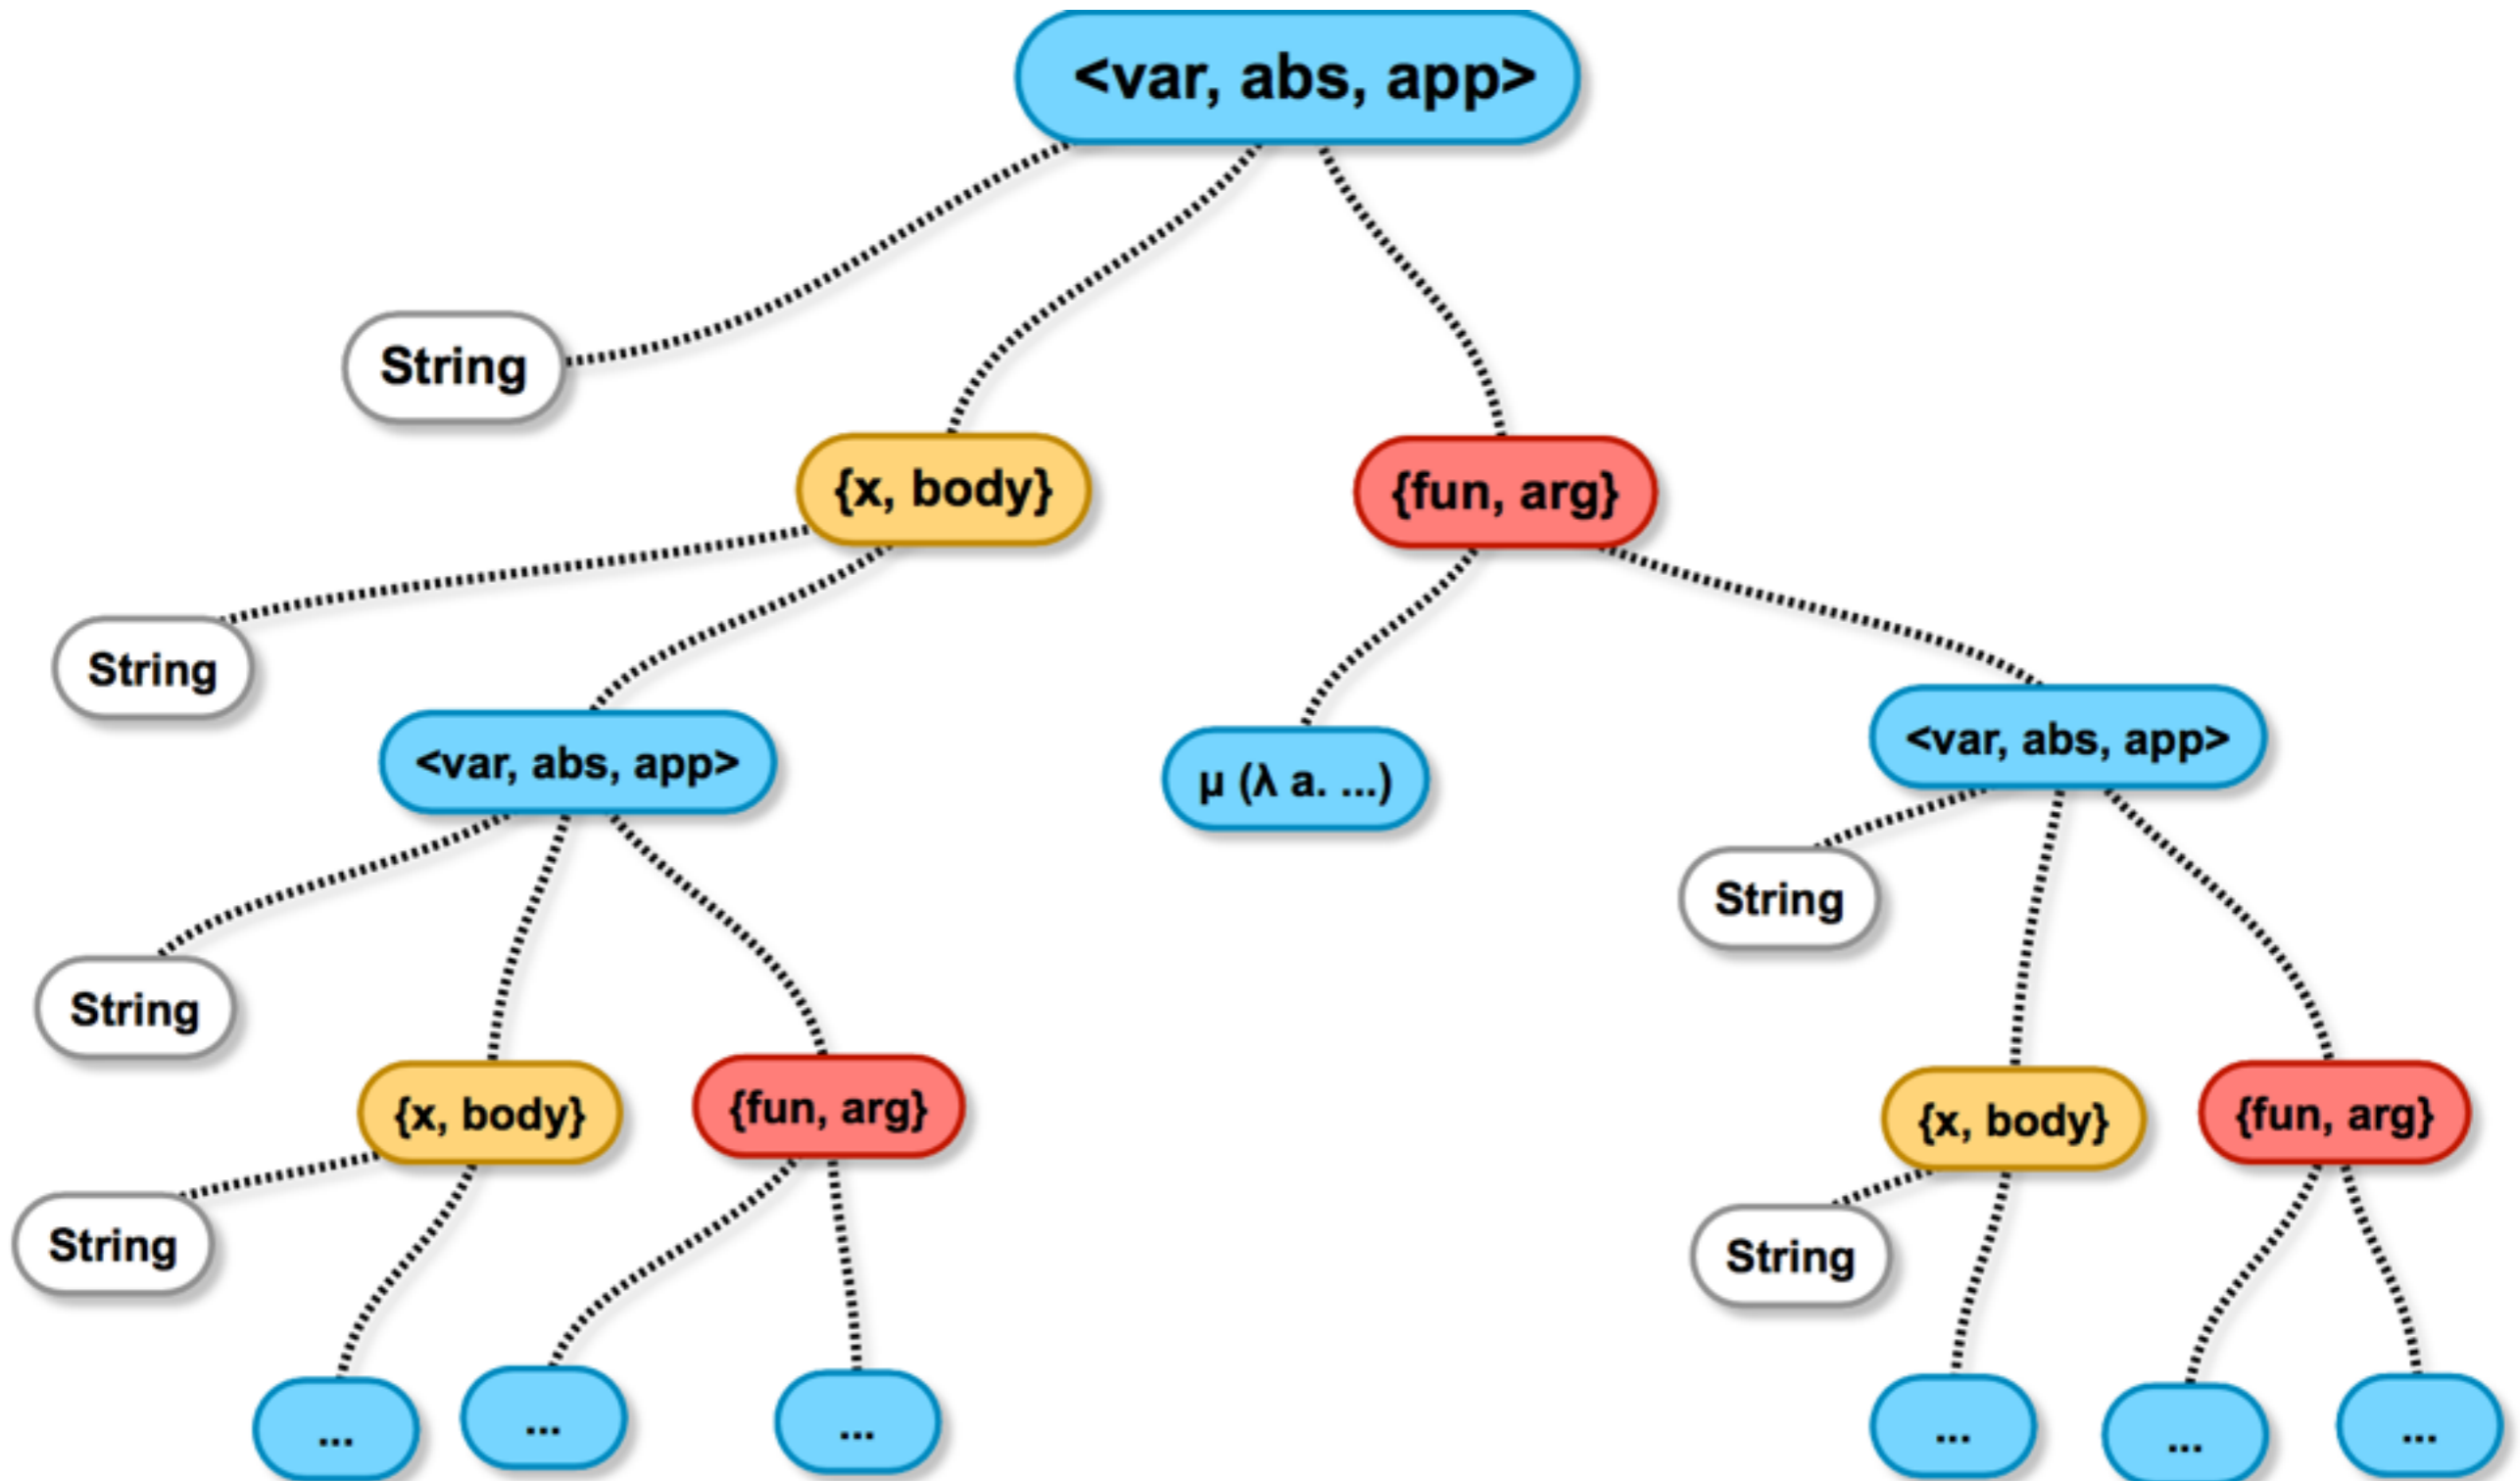 <var, abs, app>
String
{x, body}
{fun, arg}
String
<var, abs, app>
μ (λ a. ...)
<var, abs, app>
String
String
{x, body}
{fun, arg}
{x, body}
{fun, arg}
String
String
...
...
...
...
...
...